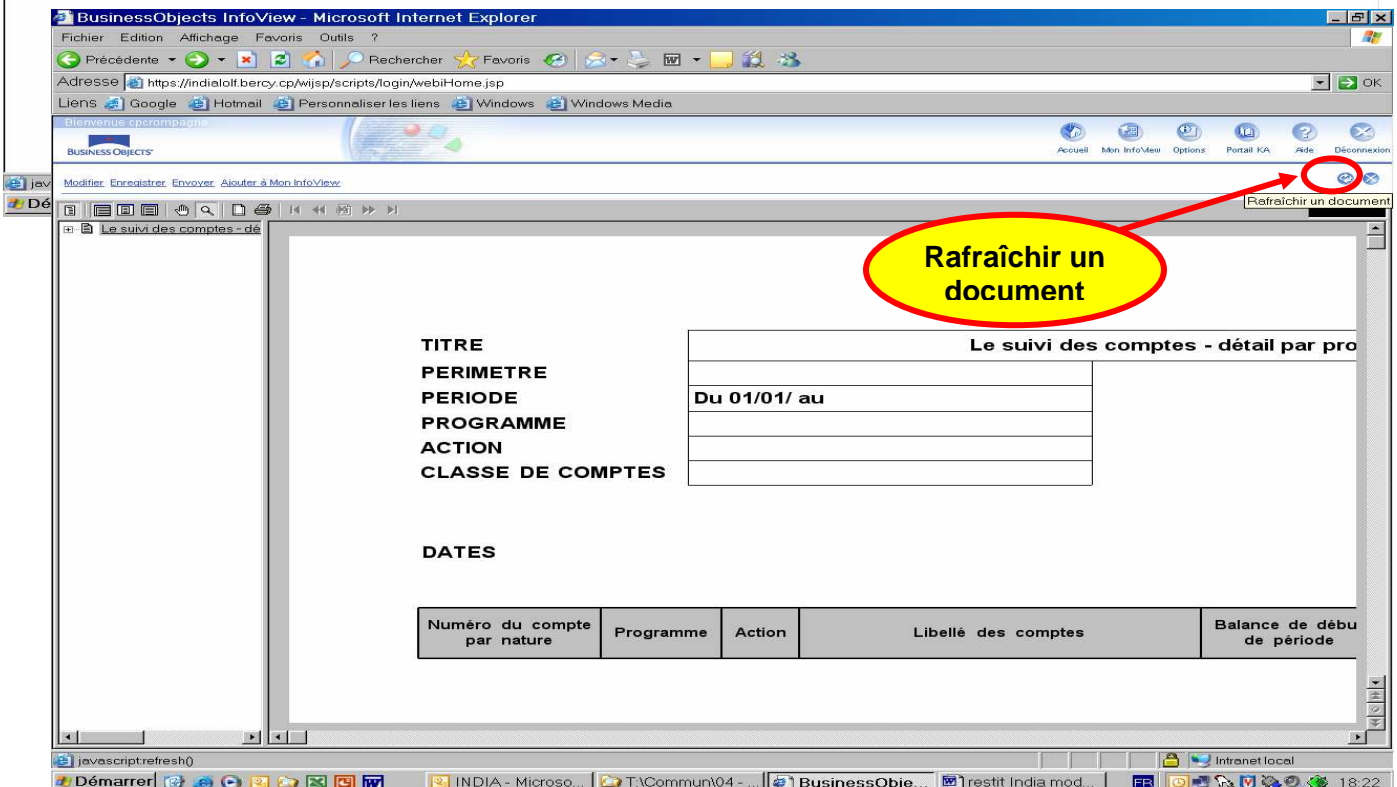 BusinessObjects InfoView - Microsoft Internet Explorer
Fichier Edition Affichage Favoris Outils ?
Précédente Rechercher Favoris
Adresse https://indialolf.bercy.cp/wijsp/scripts/login/webiHome.jsp OK
Liens Google Hotmail Personnaliser les liens Windows Windows Media
Bienvenue cpcrompagne
BUSINESS OBJECTS
Accueil Mon InfoView Options Portail KA Aide Déconnexion
jav
Modifier Enregistrer Envoyer Ajouter à Mon InfoView
Dé
Rafraîchir un document
Le suivi des comptes - dé
Rafraîchir un
document
TITRE Le suivi des comptes - détail par pro
PERIMETRE
PERIODE Du 01/01/ au
PROGRAMME
ACTION
CLASSE DE COMPTES
DATES
Numéro du compte
par nature
Programme
Action
Libellé des comptes
Balance de débu
de période
javascript:refresh() Intranet local
Démarrer INDIA - Microso... T:\Commun\04 - ... BusinessObje... restit India mod... FR 18:22